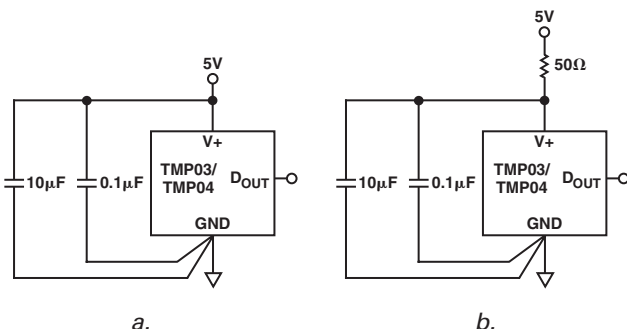 5V
V+
TMP03/
TMP04
DOUT
GND
10μF
0.1μF
a.
5V
50Ω
V+
TMP03/
TMP04
DOUT
GND
10μF
0.1μF
b.